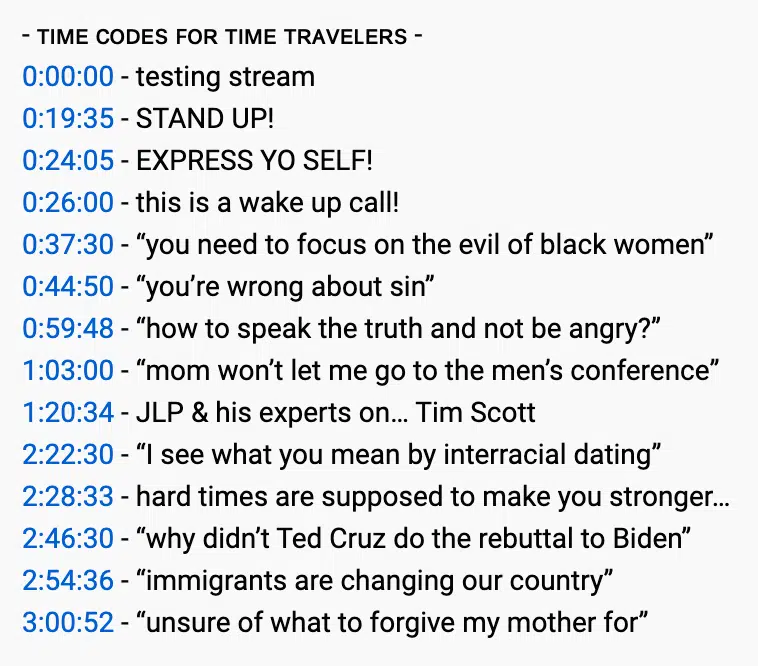 - TIME CODES FOR TIME TRAVELERS -
0:00:00 - testing stream
0:19:35 - STAND UP!
0:24:05 - EXPRESS YO SELF!
0:26:00 - this is a wake up call!
0:37:30 - “you need to focus on the evil of black women”
0:44:50 - “you’re wrong about sin”
0:59:48 - “how to speak the truth and not be angry?”
1:03:00 - “mom won’t let me go to the men’s conference”
1:20:34 - JLP & his experts on... Tim Scott
2:22:30 - “I see what you mean by interracial dating”
2:28:33 - hard times are supposed to make you stronger...
2:46:30 - “why didn’t Ted Cruz do the rebuttal to Biden”
2:54:36 - “immigrants are changing our country”
3:00:52 - “unsure of what to forgive my mother for”